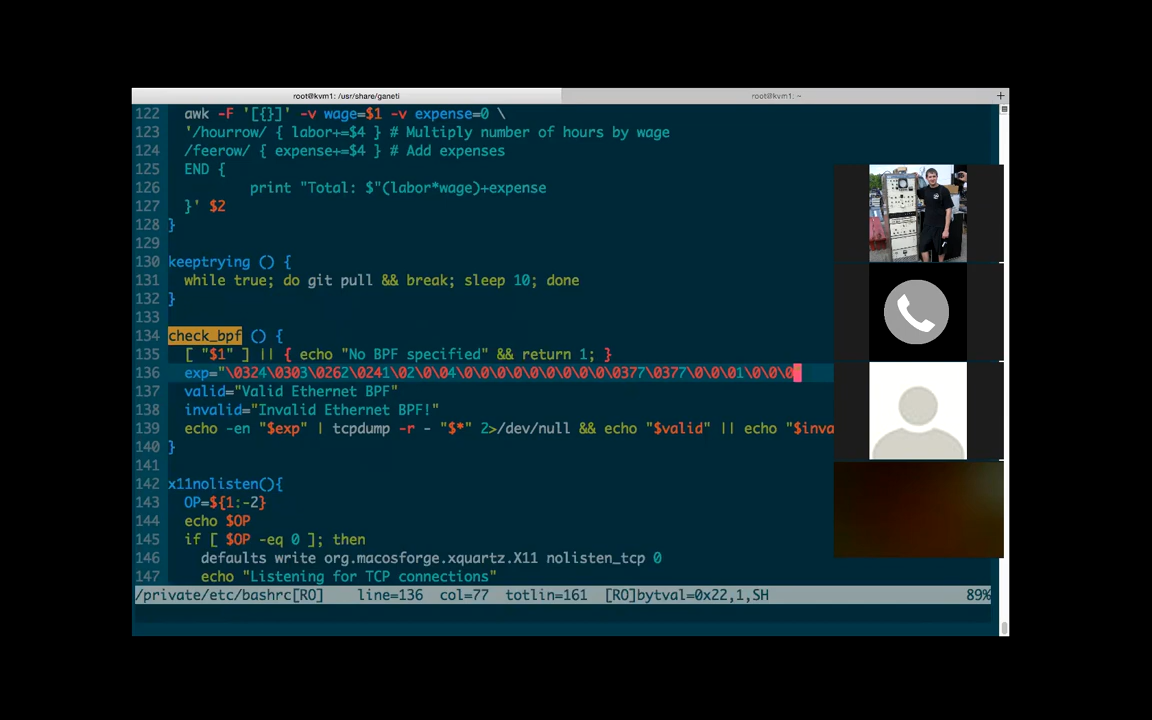 root@kvm1: /usr/share/ganeti
root@kvm1: ~
+
122 awk -F '[{}]' -v wage=$1 -v expense=0 \
123 '/hourrow/ { labor+=$4 } # Multiply number of hours by wage
124 /feerow/ { expense+=$4 } # Add expenses
125 END {
126 print "Total: $"(labor*wage)+expense
127 }' $2
128 }
129
130 keeptrying () {
131 while true; do git pull && break; sleep 10; done
132 }
133
134 check_bpf () {
135 [ "$1" ] || { echo "No BPF specified" && return 1; }
136 exp="\0324\0303\0262\0241\02\0\04\0\0\0\0\0\0\0\0\0\0377\0377\0\0\01\0\0\0
137 valid="Valid Ethernet BPF"
138 invalid="Invalid Ethernet BPF!"
139 echo -en "$exp" | tcpdump -r - "$*" 2>/dev/null && echo "$valid" || echo "$inva
140 }
141
142 x11nolisten(){
143 OP=${1:-2}
144 echo $OP
145 if [ $OP -eq 0 ]; then
146 defaults write org.macosforge.xquartz.X11 nolisten_tcp 0
147 echo "Listening for TCP connections"
/private/etc/bashrc[RO] line=136 col=77 totlin=161 [RO]bytval=0x22,1,SH 89%